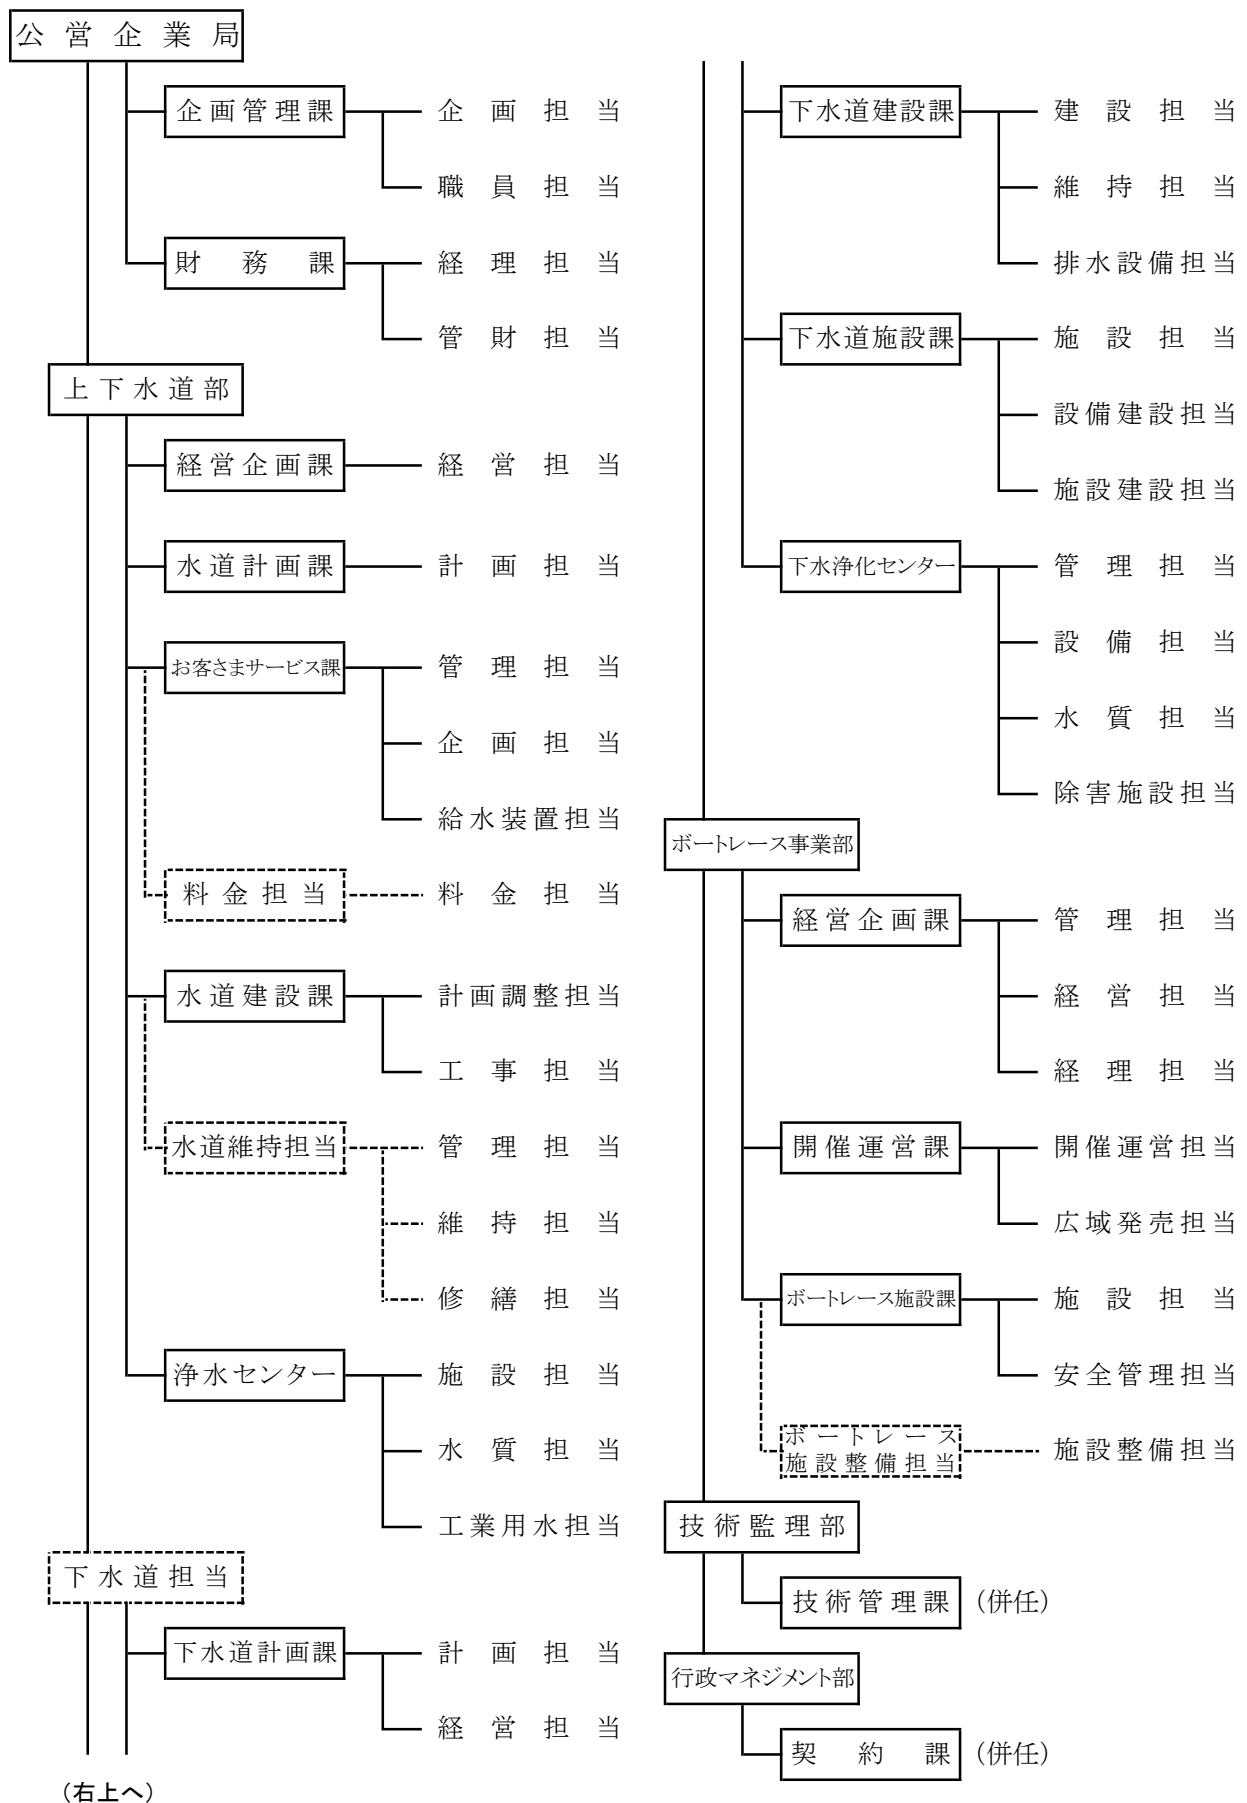 公営企業局
企画管理課 企画担当
職員担当
財務課 経理担当
管財担当
上下水道部
経営企画課 経営担当
水道計画課 計画担当
お客さまサービス課 管理担当
企画担当
給水装置担当
料金担当 料金担当
水道建設課 計画調整担当
工事担当
水道維持担当 管理担当
維持担当
修繕担当
浄水センター 施設担当
水質担当
工業用水担当
下水道担当
下水道計画課 計画担当
経営担当
(右上へ)
下水道建設課 建設担当
維持担当
排水設備担当
下水道施設課 施設担当
設備建設担当
施設建設担当
下水浄化センター 管理担当
設備担当
水質担当
除害施設担当
ボートレース事業部
経営企画課 管理担当
経営担当
経理担当
開催運営課 開催運営担当
広域発売担当
ボートレース施設課 施設担当
安全管理担当
ボートレース
施設整備担当 施設整備担当
技術監理部
技術管理課 (併任)
行政マネジメント部
契約課 (併任)